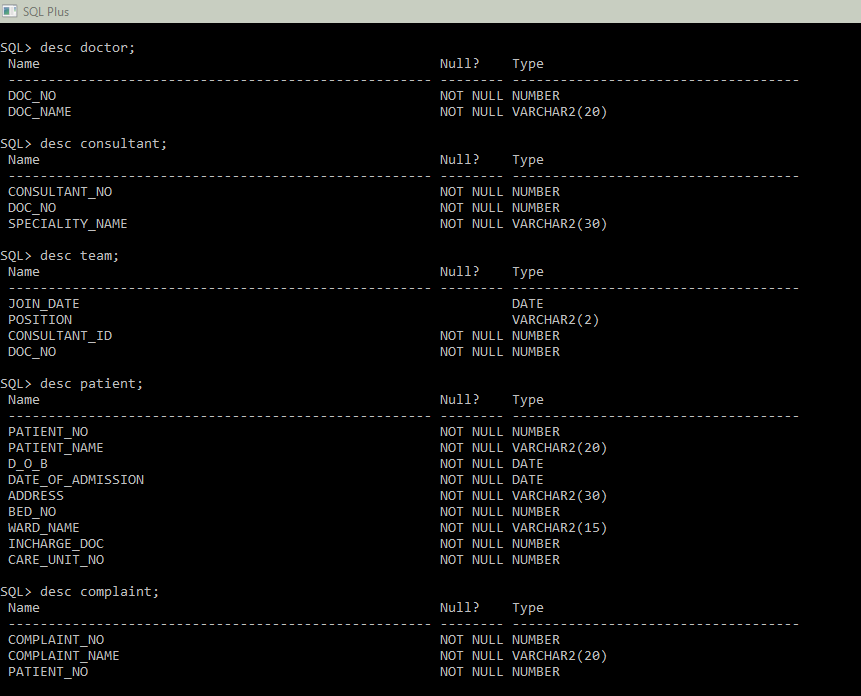 SQL Plus
SQL> desc doctor;
Name Null? Type
----------------------------------------------------- -------- ------------------------------------
DOC_NO NOT NULL NUMBER
DOC_NAME NOT NULL VARCHAR2(20)
SQL> desc consultant;
Name Null? Type
----------------------------------------------------- -------- ------------------------------------
CONSULTANT_NO NOT NULL NUMBER
DOC_NO NOT NULL NUMBER
SPECIALITY_NAME NOT NULL VARCHAR2(30)
SQL> desc team;
Name Null? Type
----------------------------------------------------- -------- ------------------------------------
JOIN_DATE DATE
POSITION VARCHAR2(2)
CONSULTANT_ID NOT NULL NUMBER
DOC_NO NOT NULL NUMBER
SQL> desc patient;
Name Null? Type
----------------------------------------------------- -------- ------------------------------------
PATIENT_NO NOT NULL NUMBER
PATIENT_NAME NOT NULL VARCHAR2(20)
D_O_B NOT NULL DATE
DATE_OF_ADMISSION NOT NULL DATE
ADDRESS NOT NULL VARCHAR2(30)
BED_NO NOT NULL NUMBER
WARD_NAME NOT NULL VARCHAR2(15)
INCHARGE_DOC NOT NULL NUMBER
CARE_UNIT_NO NOT NULL NUMBER
SQL> desc complaint;
Name Null? Type
----------------------------------------------------- -------- ------------------------------------
COMPLAINT_NO NOT NULL NUMBER
COMPLAINT_NAME NOT NULL VARCHAR2(20)
PATIENT_NO NOT NULL NUMBER